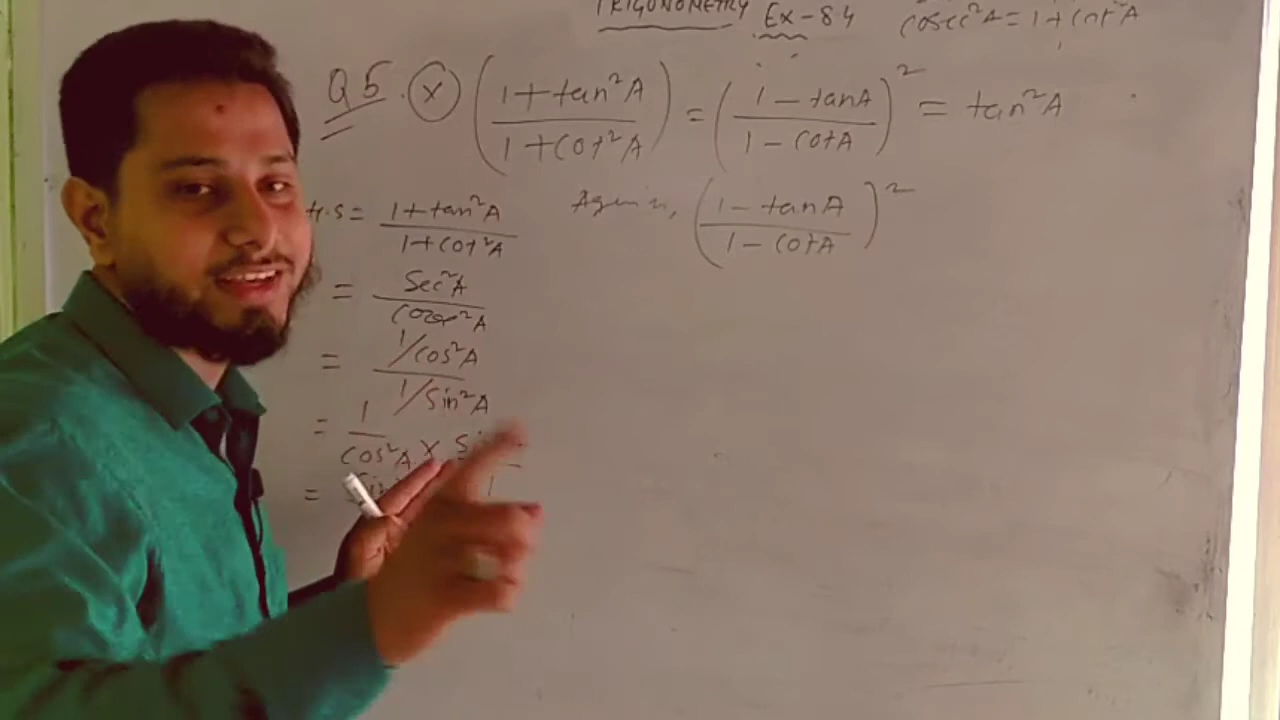 TRIGONOMETRY Ex-8.4 cosec²A = 1 + cot²A
Q5. (x) (1+tan²A / 1+cot²A) = (1-tanA / 1-cotA)² = tan²A
H.S = 1+tan²A / 1+cot²A
= Sec²A / Cosec²A
= 1/cos²A / 1/Sin²A
= 1 / cos²A ×
=
Again, (1-tanA / 1-cotA)²